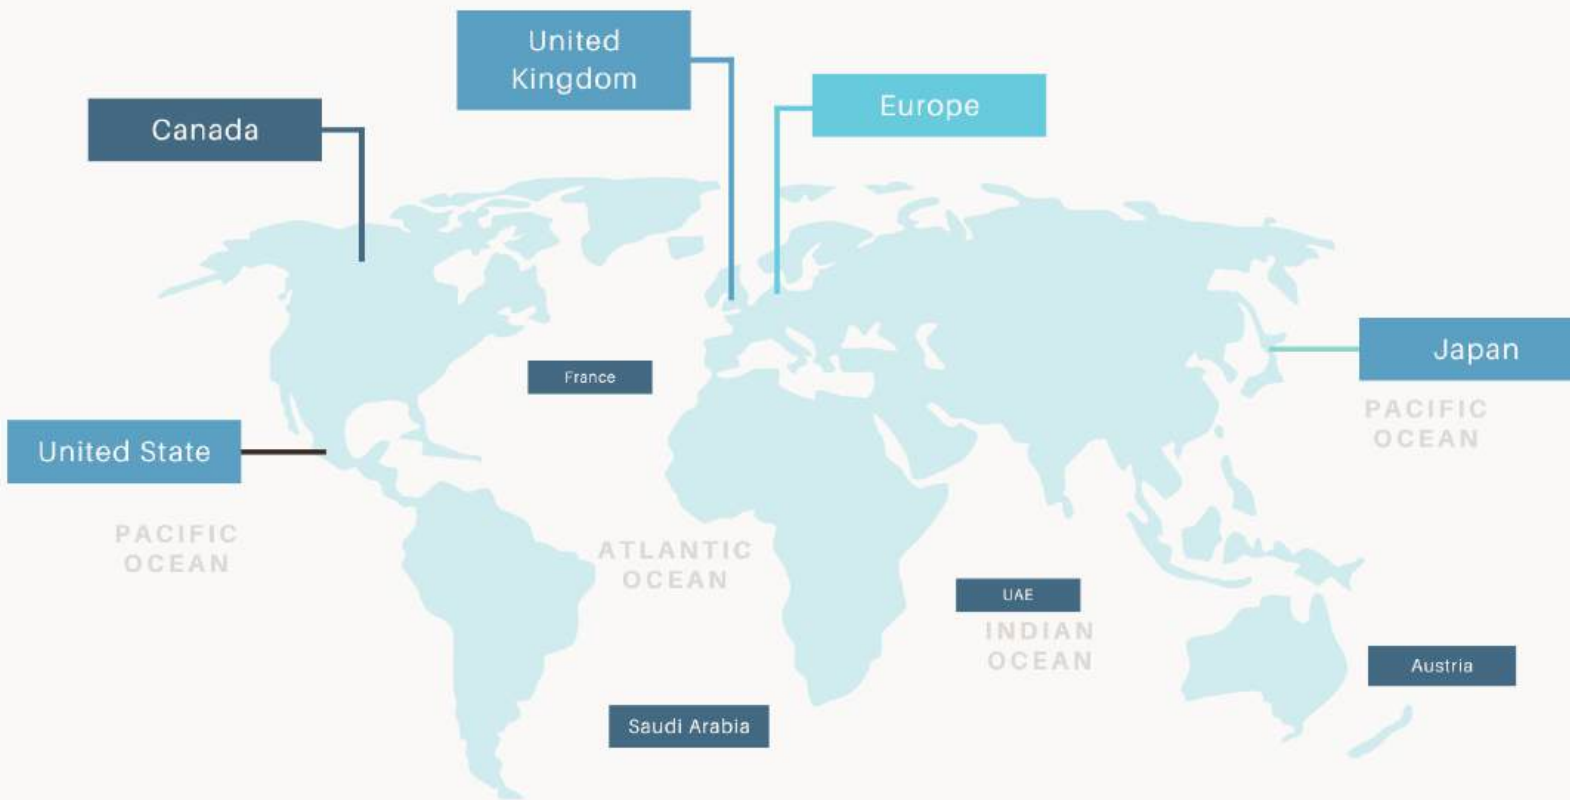 United
Kingdom
Europe
Canada
Japan
France
PACIFIC
OCEAN
United State
PACIFIC
OCEAN
ATLANTIC
OCEAN
UAE
INDIAN
OCEAN
Austria
Saudi Arabia